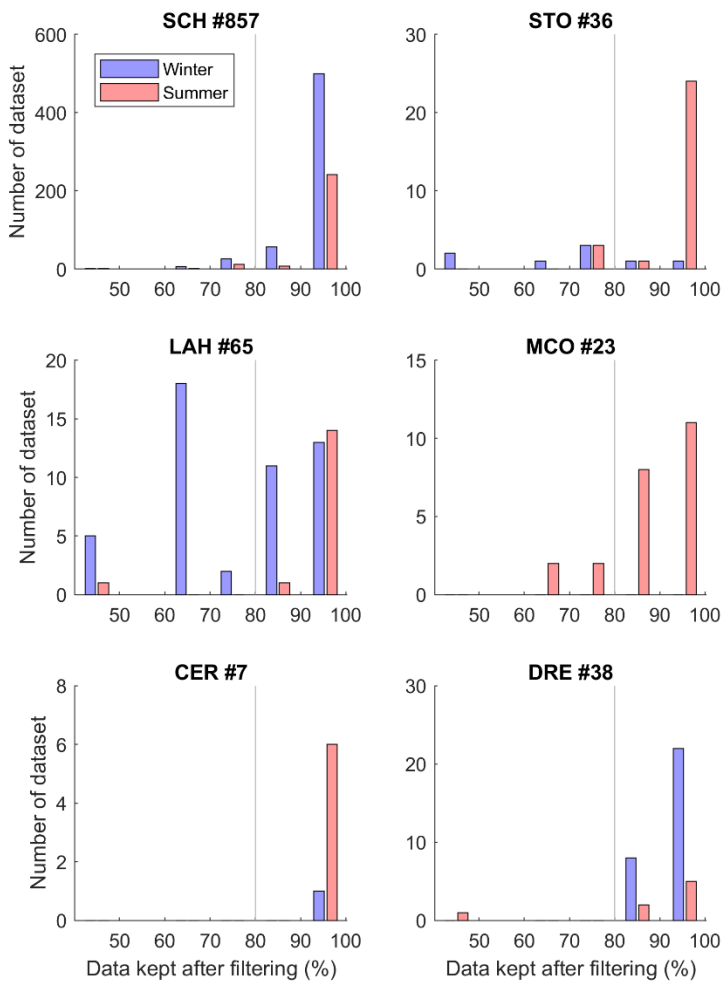 SCH #857
STO #36
Number of dataset
600
400
200
0
Winter
Summer
50 60 70 80 90 100
30
20
10
0
50 60 70 80 90 100
LAH #65
MCO #23
Number of dataset
20
15
10
5
0
50 60 70 80 90 100
15
10
5
0
50 60 70 80 90 100
CER #7
DRE #38
Number of dataset
8
6
4
2
0
50 60 70 80 90 100
Data kept after filtering (%)
30
20
10
0
50 60 70 80 90 100
Data kept after filtering (%)